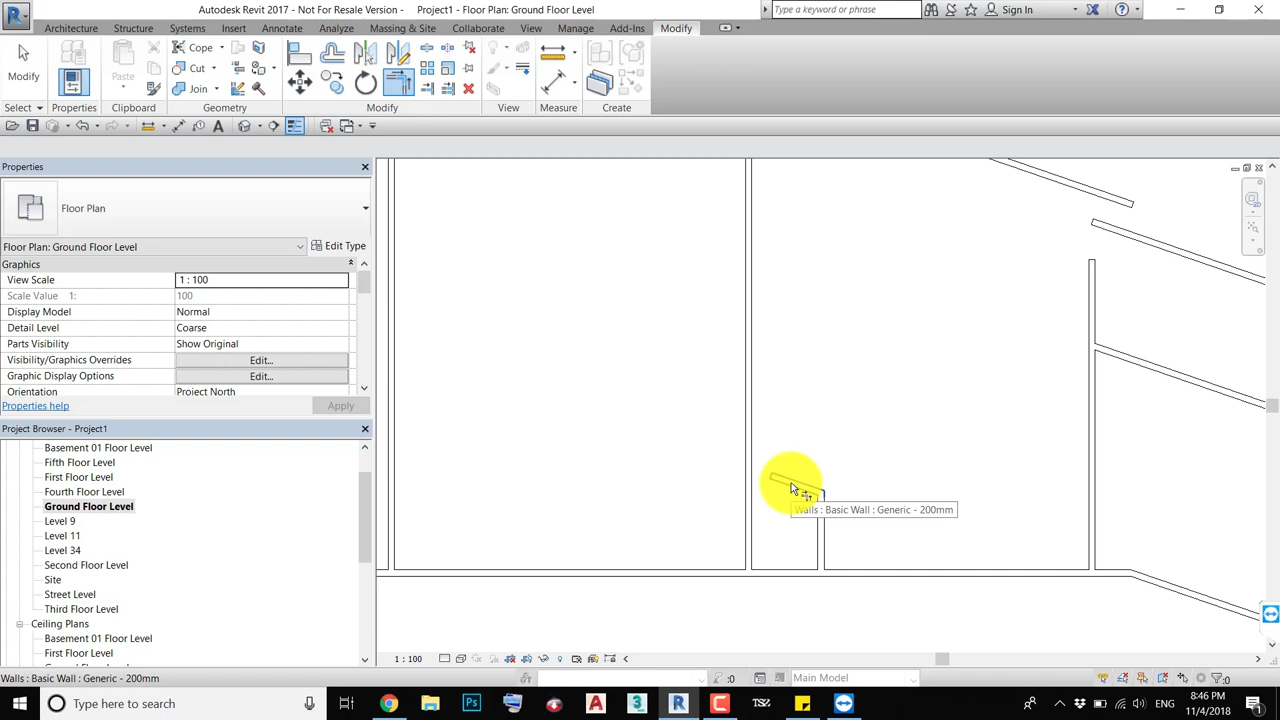 Autodesk Revit 2017 - Not For Resale Version - Project1 - Floor Plan: Ground Floor Level
Type a keyword or phrase
Sign In
Architecture Structure Systems Insert Annotate Analyze Massing & Site Collaborate View Manage Add-Ins Modify
Modify
Properties
Paste
Cope
Cut
Join
Select Properties Clipboard Geometry Modify View Measure Create
Properties
Floor Plan
Floor Plan: Ground Floor Level
Edit Type
Graphics
View Scale 1 : 100
Scale Value 1: 100
Display Model Normal
Detail Level Coarse
Parts Visibility Show Original
Visibility/Graphics Overrides Edit...
Graphic Display Options Edit...
Orientation Project North
Properties help
Apply
Project Browser - Project1
Basement 01 Floor Level
Fifth Floor Level
First Floor Level
Fourth Floor Level
Ground Floor Level
Level 9
Level 11
Level 34
Second Floor Level
Site
Street Level
Third Floor Level
Ceiling Plans
Basement 01 Floor Level
First Floor Level
Walls : Basic Wall : Generic - 200mm
1 : 100
Walls : Basic Wall : Generic - 200mm
:0
Main Model
:0
Type here to search
ENG
8:46 PM
11/4/2018